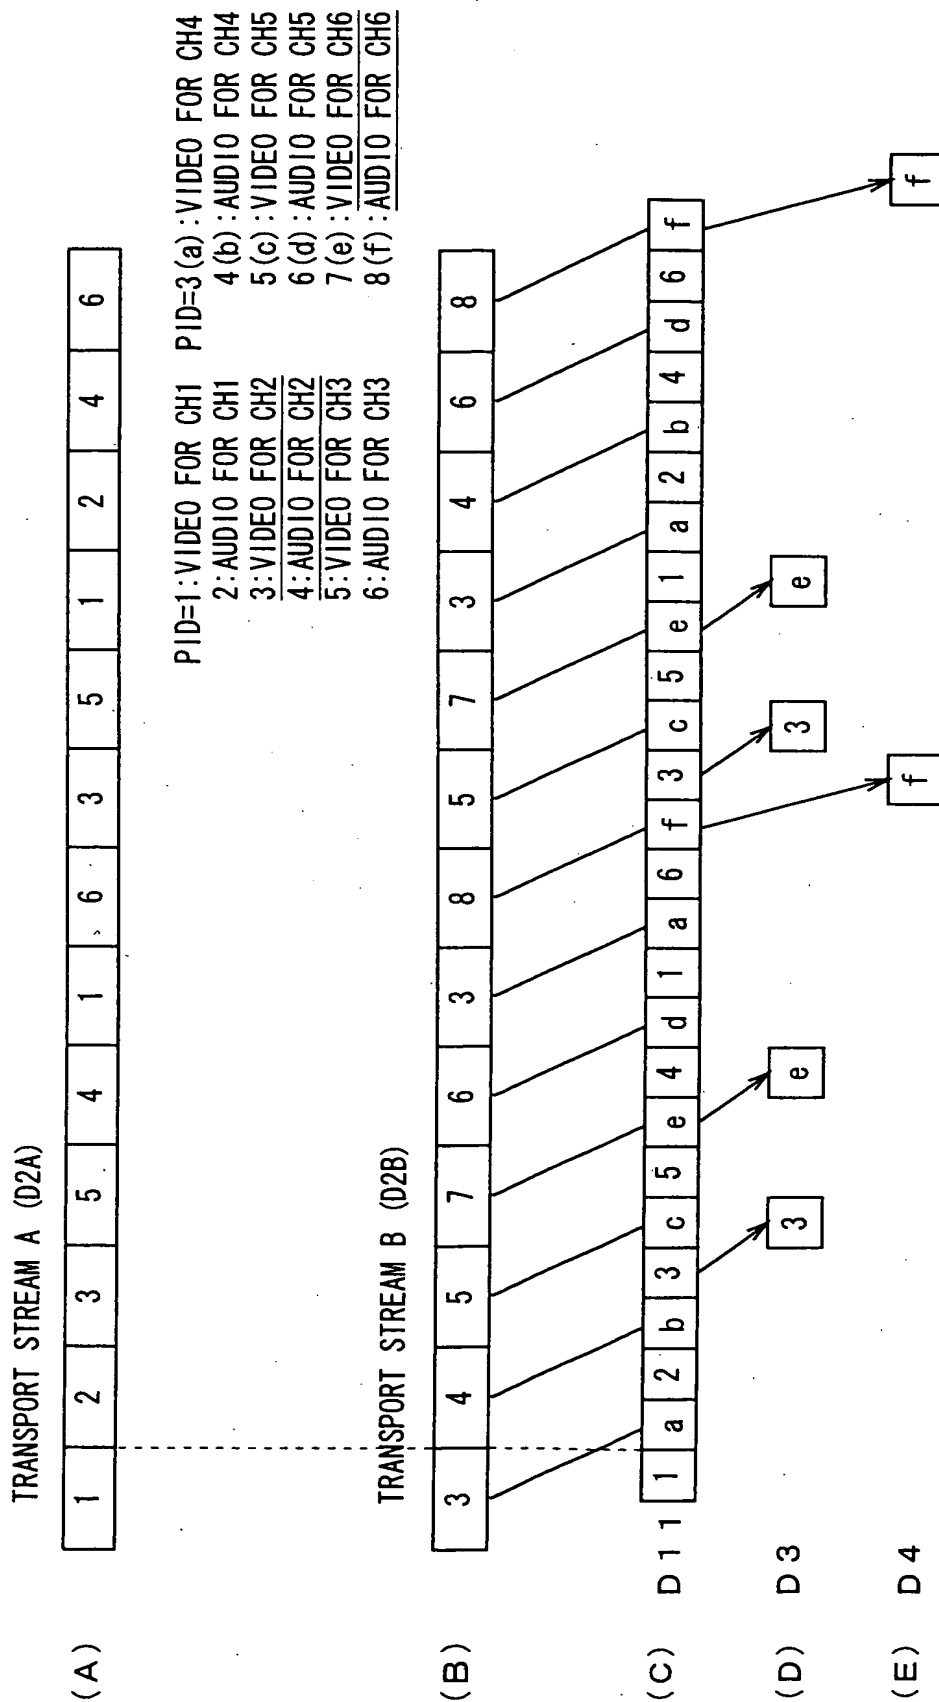 TRANSPORT STREAM A (D2A)
(A) 1 2 3 5 4 1 6 3 5 1 2 4 6
PID=1:VIDEO FOR CH1 PID=3(a):VIDEO FOR CH4
2:AUDIO FOR CH1 4(b):AUDIO FOR CH4
3:VIDEO FOR CH2 5(c):VIDEO FOR CH5
4:AUDIO FOR CH2 6(d):AUDIO FOR CH5
5:VIDEO FOR CH3 7(e):VIDEO FOR CH6
6:AUDIO FOR CH3 8(f):AUDIO FOR CH6
TRANSPORT STREAM B (D2B)
(B) 3 4 5 7 6 3 8 5 7 3 4 6 8
(C) D11 1 a 2 b 3 c 5 e 4 d 1 a 6 f 3 c 5 e 1 a 2 b 4 d 6 f
(D) D3 3 e 3 e
(E) D4 f f